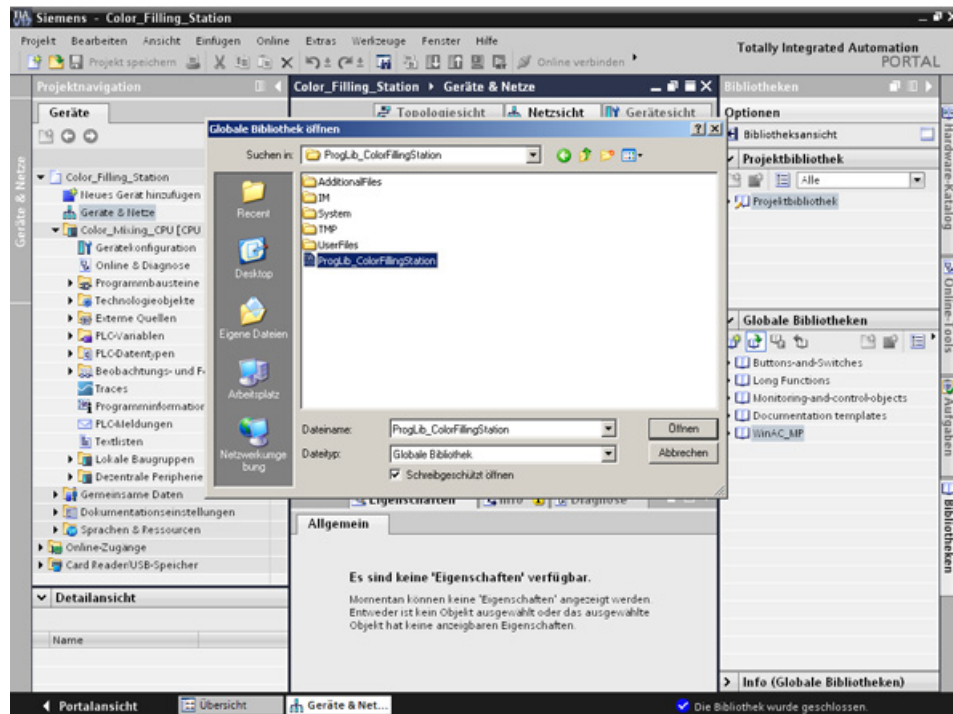 Siemens - Color_Filling_Station
Projekt Bearbeiten Ansicht Einfügen Online Extras Werkzeuge Fenster Hilfe
Totally Integrated Automation
PORTAL
Projekt speichern
Online verbinden
Projektnavigation
Color_Filling_Station ▸ Geräte & Netze
Bibliotheken
Geräte
Topologiesicht
Netzsicht
Gerätesicht
Optionen
Bibliotheksansicht
Projektbibliothek
Alle
Projektbibliothek
Geräte & Netze
Color_Filling_Station
Neues Gerät hinzufügen
Geräte & Netze
Color_Mixing_CPU [CPU
Gerätekonfiguration
Online & Diagnose
Programmbausteine
Technologieobjekte
Externe Quellen
PLC-Variablen
PLC-Datentypen
Beobachtungs- und F
Traces
Programminformation
PLC-Meldungen
Textlisten
Lokale Baugruppen
Dezentrale Peripherie
Gemeinsame Daten
Dokumentationseinstellungen
Sprachen & Ressourcen
Online-Zugänge
Card Reader/USB-Speicher
Detailansicht
Name
Globale Bibliothek öffnen
Suchen in:
ProgLib_ColorFillingStation
Recent
Desktop
Eigene Dateien
Arbeitsplatz
Netzwerkumge
bung
AdditionalFiles
IM
System
TMP
UserFiles
ProgLib_ColorFillingStation
Dateiname:
ProgLib_ColorFillingStation
Öffnen
Dateityp:
Globale Bibliothek
Abbrechen
Schreibgeschützt öffnen
Eigenschaften
Info
Diagnose
Allgemein
Es sind keine 'Eigenschaften' verfügbar.
Momentan können keine 'Eigenschaften' angezeigt werden.
Entweder ist kein Objekt ausgewählt oder das ausgewählte
Objekt hat keine anzeigbaren Eigenschaften.
Globale Bibliotheken
Buttons-and-Switches
Long Functions
Monitoring-and-control-objects
Documentation templates
WinAC_MP
Info (Globale Bibliotheken)
Hardware-Katalog
Online-Tools
Aufgaben
Bibliotheken
Portalansicht
Übersicht
Geräte & Net...
Die Bibliothek wurde geschlossen.